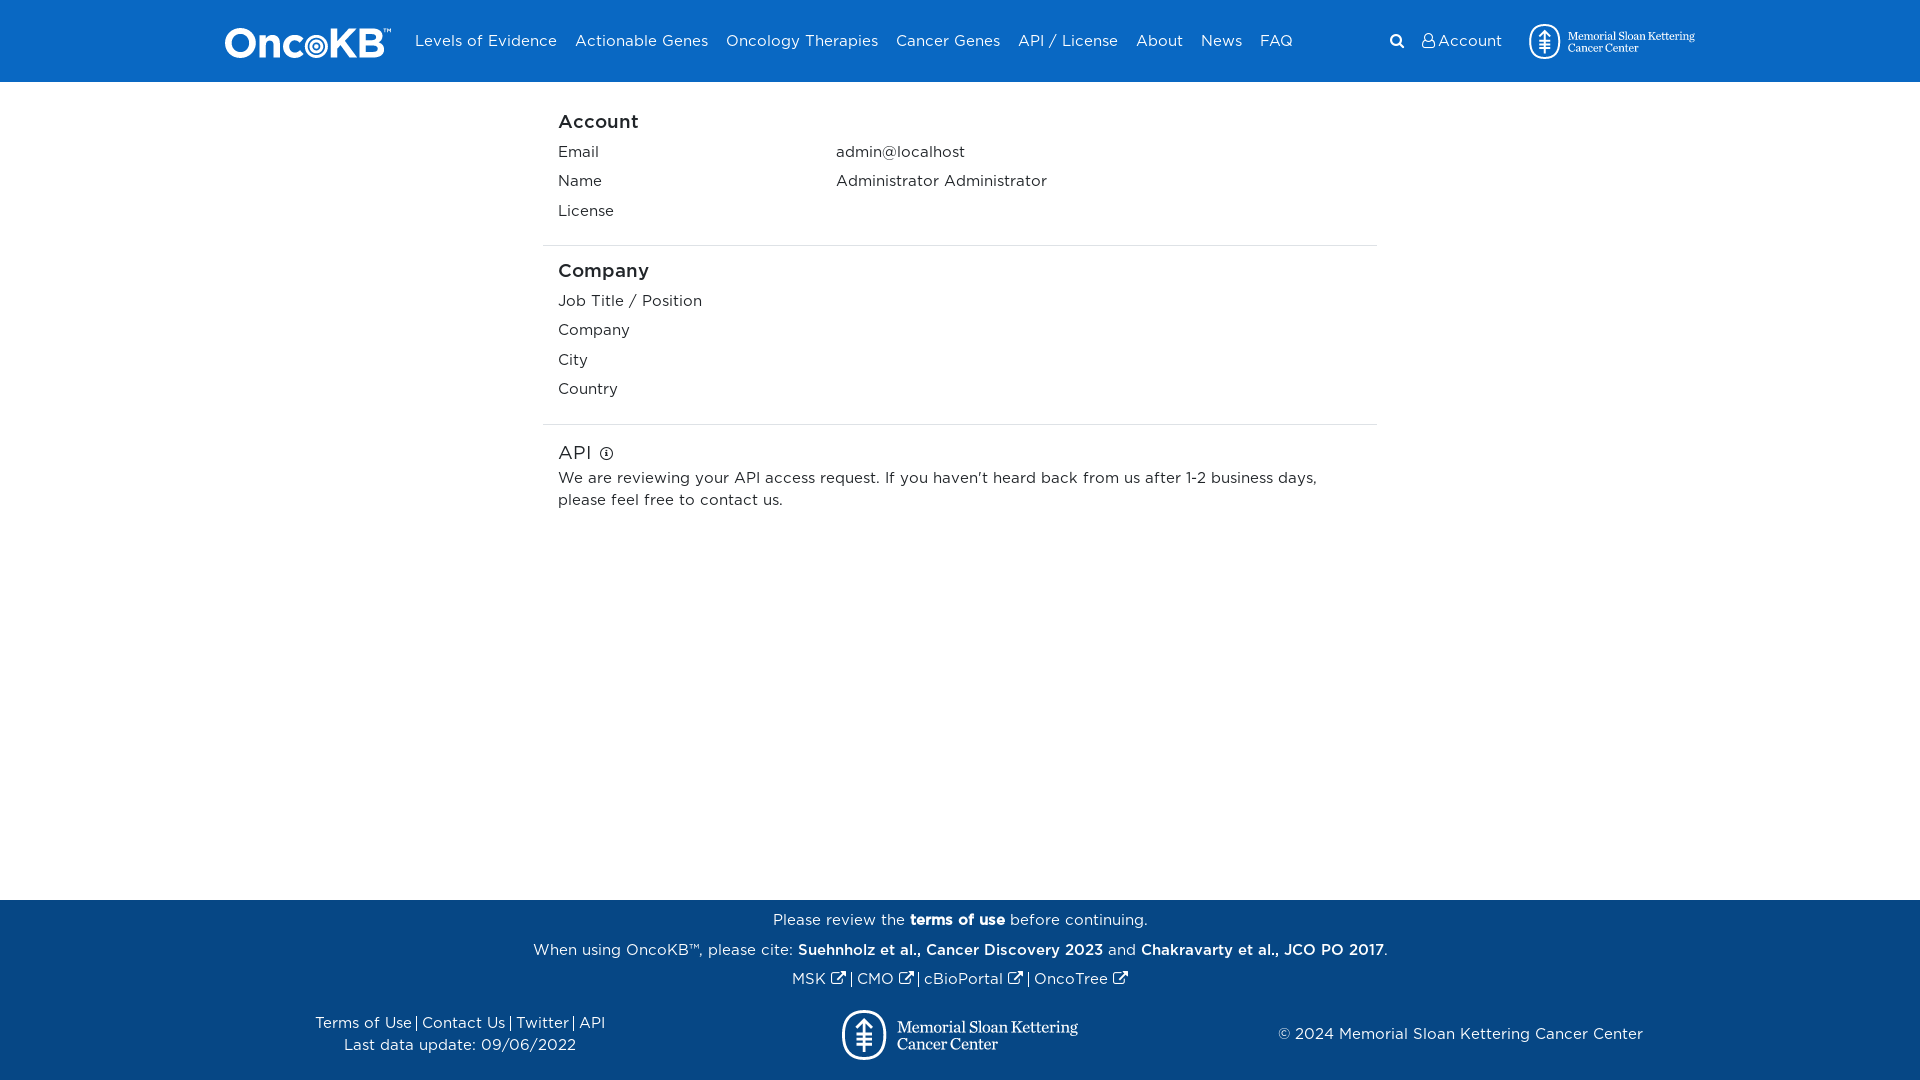 OncoKB™ Levels of Evidence Actionable Genes Oncology Therapies Cancer Genes API / License About News FAQ Account Memorial Sloan Kettering
Cancer Center
Account
Email admin@localhost
Name Administrator Administrator
License
Company
Job Title / Position
Company
City
Country
API
We are reviewing your API access request. If you haven't heard back from us after 1-2 business days,
please feel free to contact us.
Please review the terms of use before continuing.
When using OncoKB™, please cite: Suehnholz et al., Cancer Discovery 2023 and Chakravarty et al., JCO PO 2017.
MSK | CMO | cBioPortal | OncoTree
Terms of Use | Contact Us | Twitter | API
Last data update: 09/06/2022
Memorial Sloan Kettering
Cancer Center
© 2024 Memorial Sloan Kettering Cancer Center